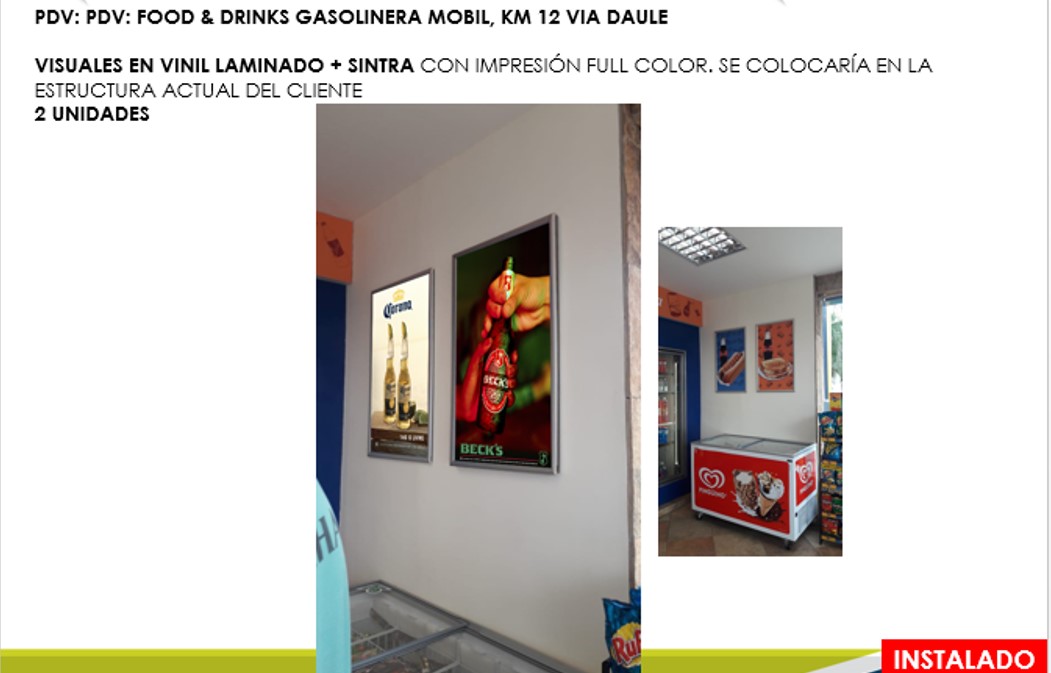 PDV: PDV: FOOD & DRINKS GASOLINERA MOBIL, KM 12 VIA DAULE
VISUALES EN VINIL LAMINADO + SINTRA CON IMPRESIÓN FULL COLOR. SE COLOCARÍA EN LA
ESTRUCTURA ACTUAL DEL CLIENTE
2 UNIDADES
Corona
BECK'S
BECK'S
PINGÜINO
INSTALADO